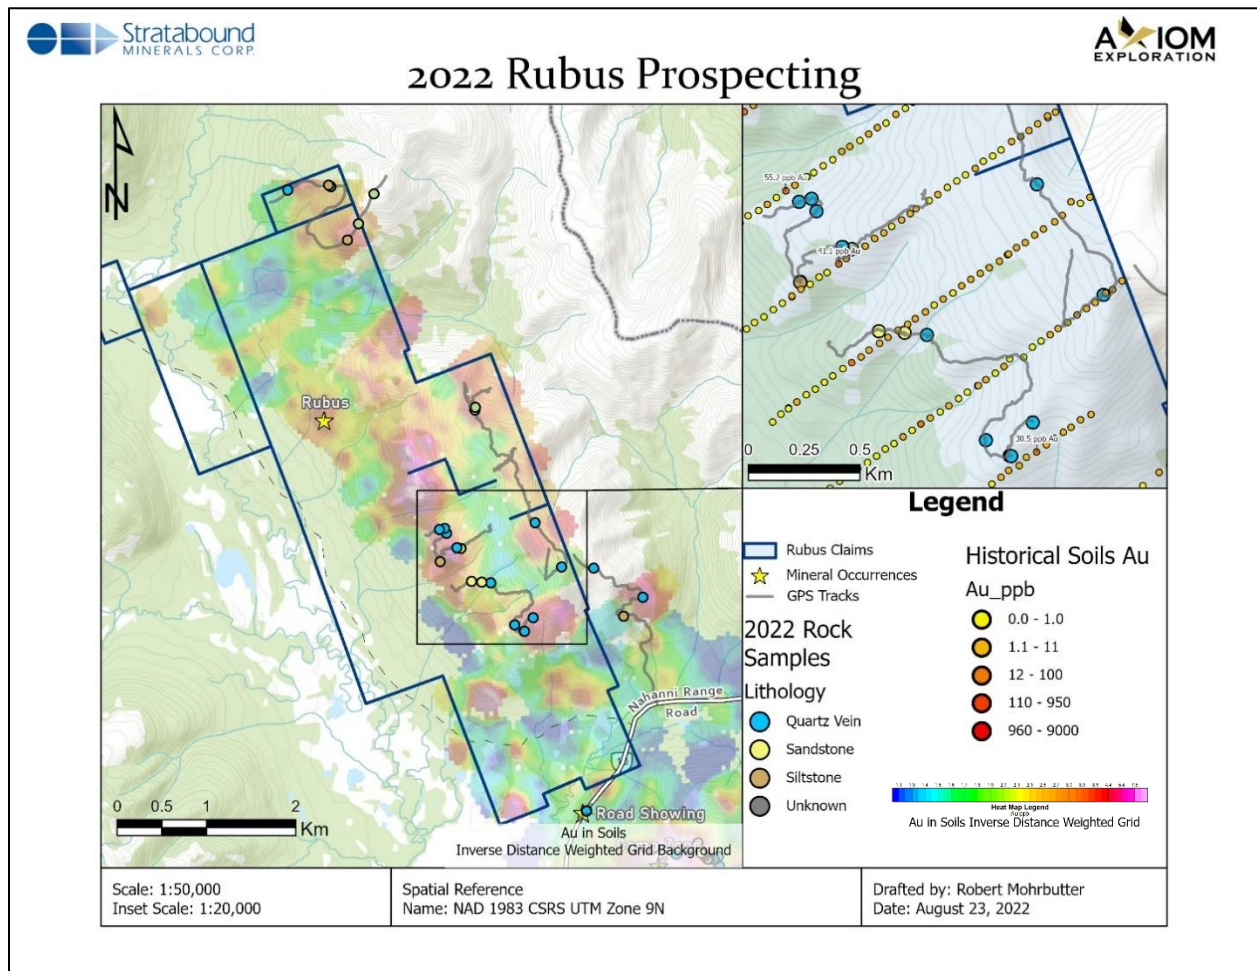 Stratabound
MINERALS CORP.
AXIOM
EXPLORATION
2022 Rubus Prospecting
N
Rubus
Nahanni Range
Road
Road Showing
0 0.5 1 2
Km
Au in Soils
Inverse Distance Weighted Grid Background
55.2 ppb Au
41.1 ppb Au
30.5 ppb Au
0 0.25 0.5
Km
Legend
Rubus Claims
Mineral Occurrences
GPS Tracks
2022 Rock
Samples
Lithology
Quartz Vein
Sandstone
Siltstone
Unknown
Historical Soils Au
Au_ppb
0.0 - 1.0
1.1 - 11
12 - 100
110 - 950
960 - 9000
Heat Map Legend
Au ppb
Au in Soils Inverse Distance Weighted Grid
Scale: 1:50,000
Inset Scale: 1:20,000
Spatial Reference
Name: NAD 1983 CSRS UTM Zone 9N
Drafted by: Robert Mohrbutter
Date: August 23, 2022